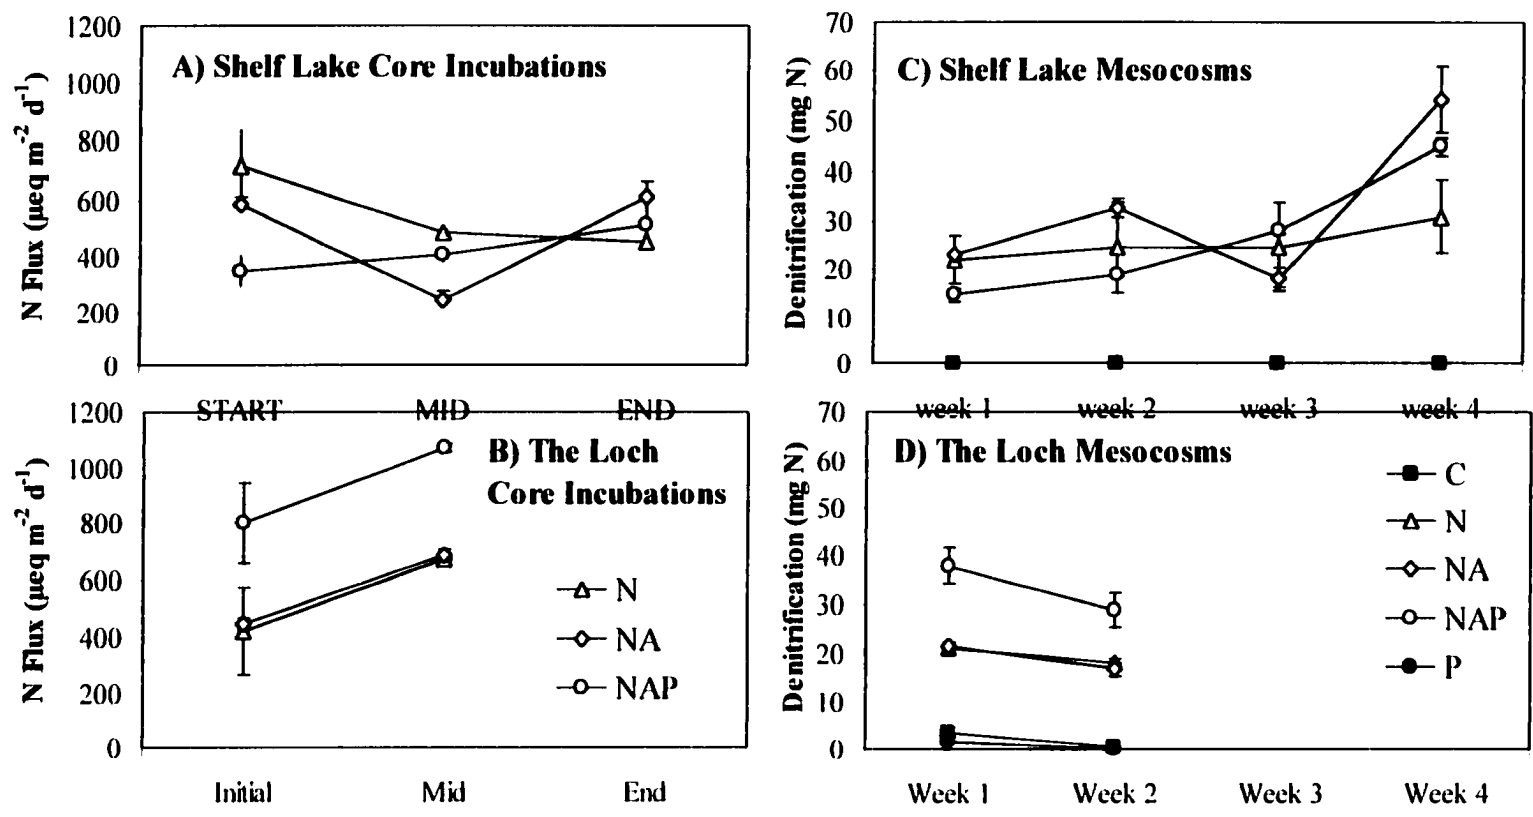 A) Shelf Lake Core Incubations
N Flux (µeq m-2 d-1)
1200
1000
800
600
400
200
0
START MID END
C) Shelf Lake Mesocosms
Denitrification (mg N)
70
60
50
40
30
20
10
0
week 1 week 2 week 3 week 4
B) The Loch
Core Incubations
N Flux (µeq m-2 d-1)
1200
1000
800
600
400
200
0
N
NA
NAP
Initial Mid End
D) The Loch Mesocosms
Denitrification (mg N)
70
60
50
40
30
20
10
0
C
N
NA
NAP
P
Week 1 Week 2 Week 3 Week 4